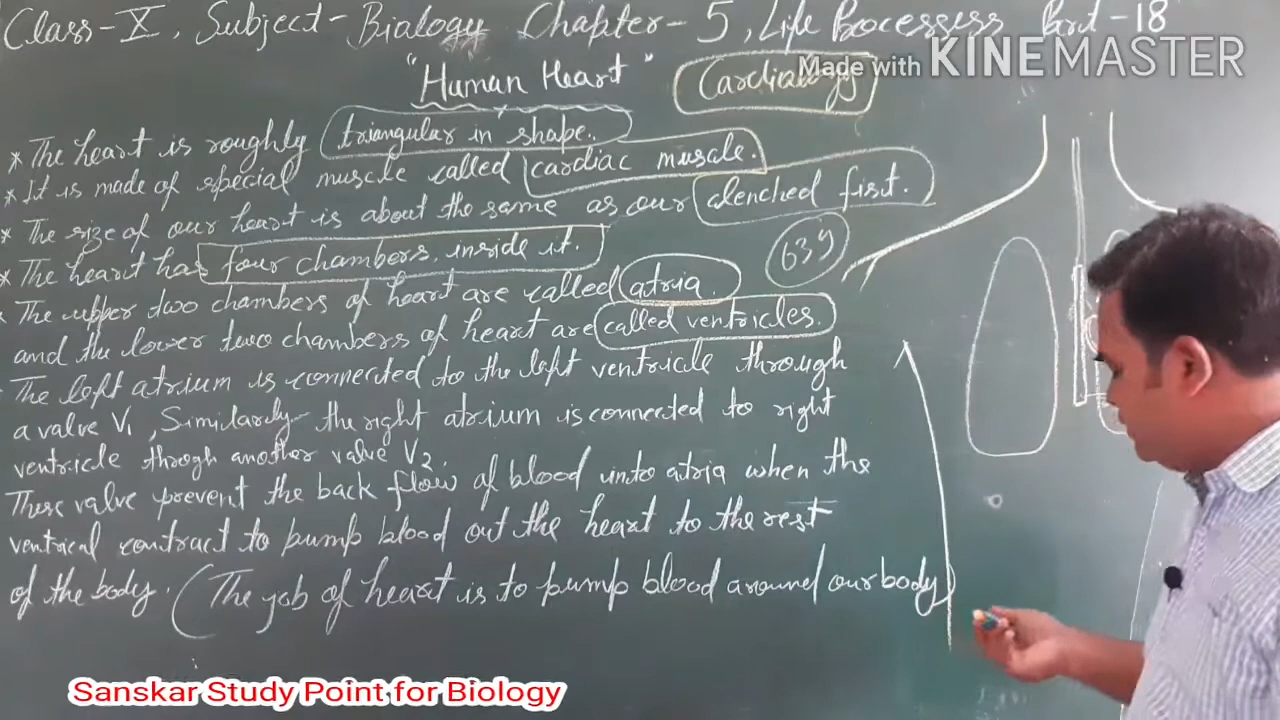 Class-X, Subject-Biology Chapter-5, Life Processess Part-18
Made with KINEMASTER
"Human Heart" Cardiology
* The heart is roughly triangular in shape.
* It is made of special muscle called cardiac muscle.
* The size of our heart is about the same as our clenched fist.
* The heart has four chambers inside it.
639
The upper two chambers of heart are called atria.
and the lower two chambers of heart are called ventricles.
The left atrium is connected to the left ventricle through
a valve V1, Similarly the right atrium is connected to right
ventricle through another valve V2.
These valve prevent the back flow of blood into atria when the
ventrical contract to pump blood out the heart to the rest
of the body. (The job of heart is to pump blood around our body)
Sanskar Study Point for Biology